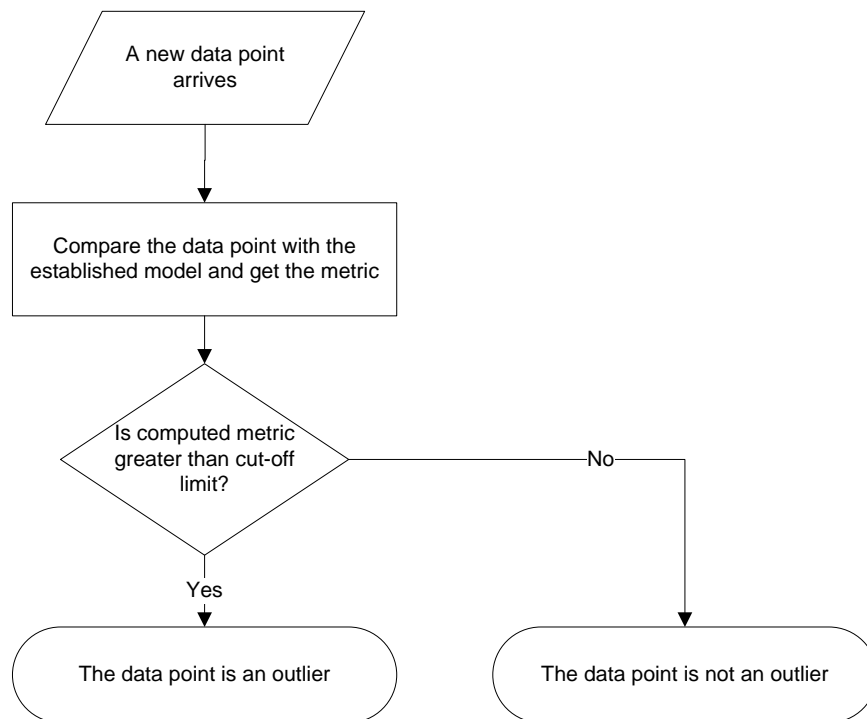 A new data point
arrives
Compare the data point with the
established model and get the metric
Is computed metric
greater than cut-off
limit?
No
Yes
The data point is an outlier
The data point is not an outlier